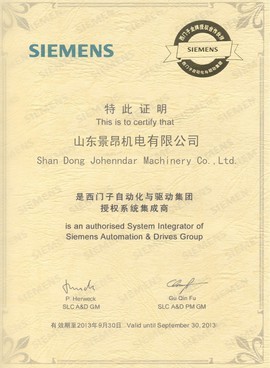 SIEMENS
SIEMENS
特此证明
This is to certify that
山东景昂机电有限公司
Shan Dong Johenndar Machinery Co.,Ltd.
是西门子自动化与驱动集团
授权系统集成商
is an authorised System Integrator of
Siemens Automation & Drives Group
P. Herweck
SLC A&D GM
Gu Qin Fu
SLC A&D PM GM
有效期至2013年9月30日 Valid until September 30, 2013